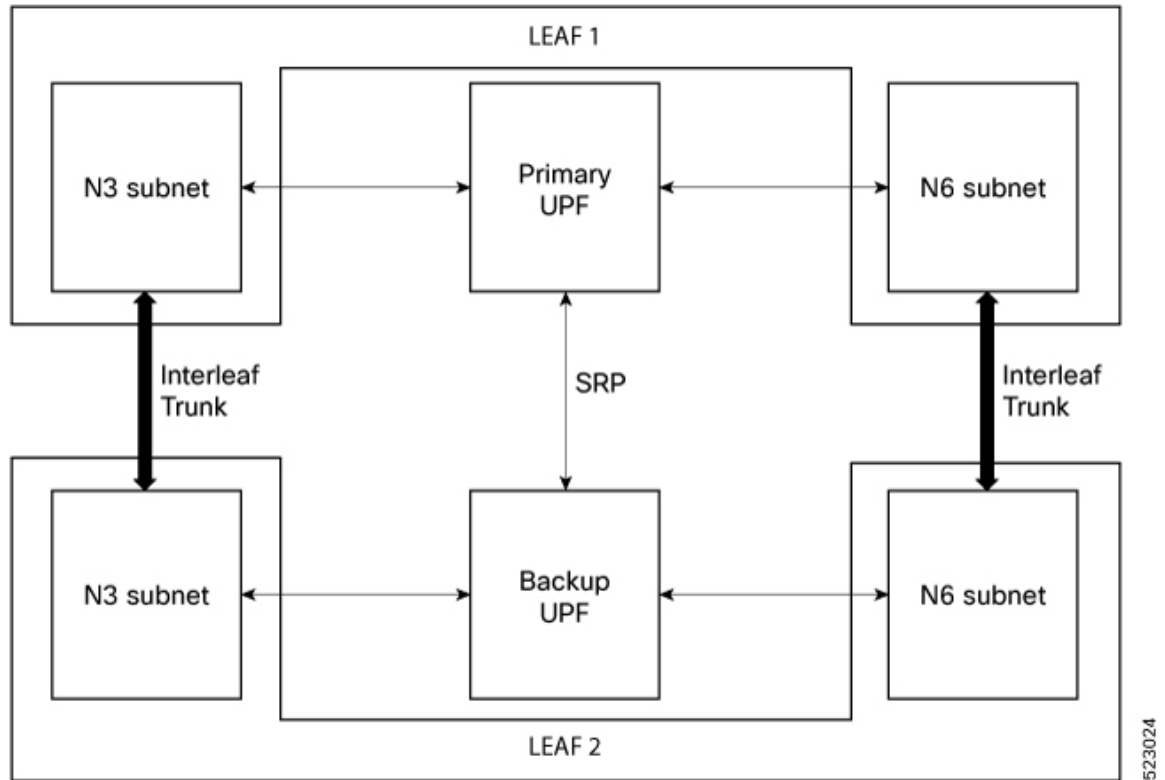 LEAF 1
N3 subnet
Primary
UPF
N6 subnet
Interleaf
Trunk
SRP
Interleaf
Trunk
N3 subnet
Backup
UPF
N6 subnet
LEAF 2
523024